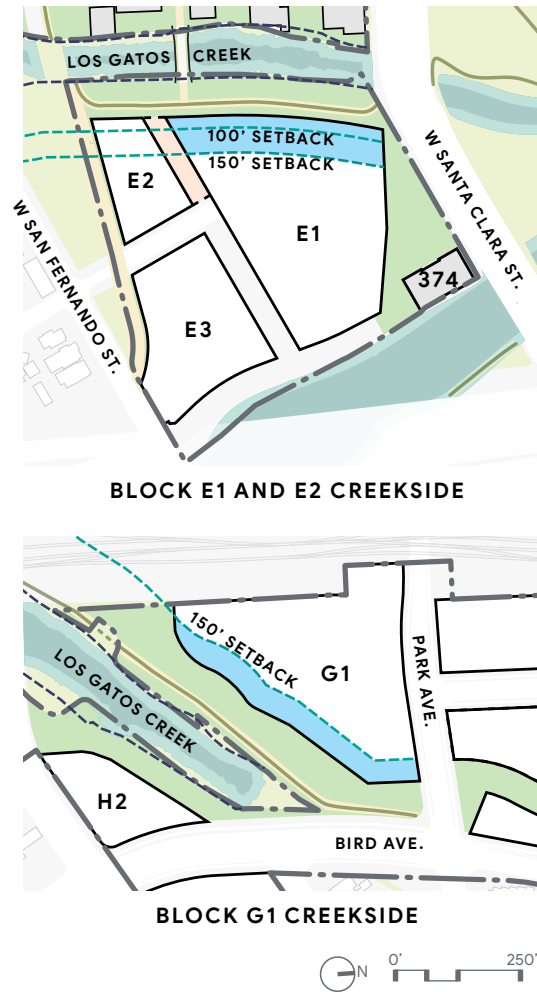 LOS GATOS CREEK
100' SETBACK
150' SETBACK
E2
E1
W SANTA CLARA ST.
W SAN FERNANDO ST.
374
E3
BLOCK E1 AND E2 CREEKSIDE
150' SETBACK
G1
PARK AVE.
LOS GATOS CREEK
H2
BIRD AVE.
BLOCK G1 CREEKSIDE
N
0' 250'